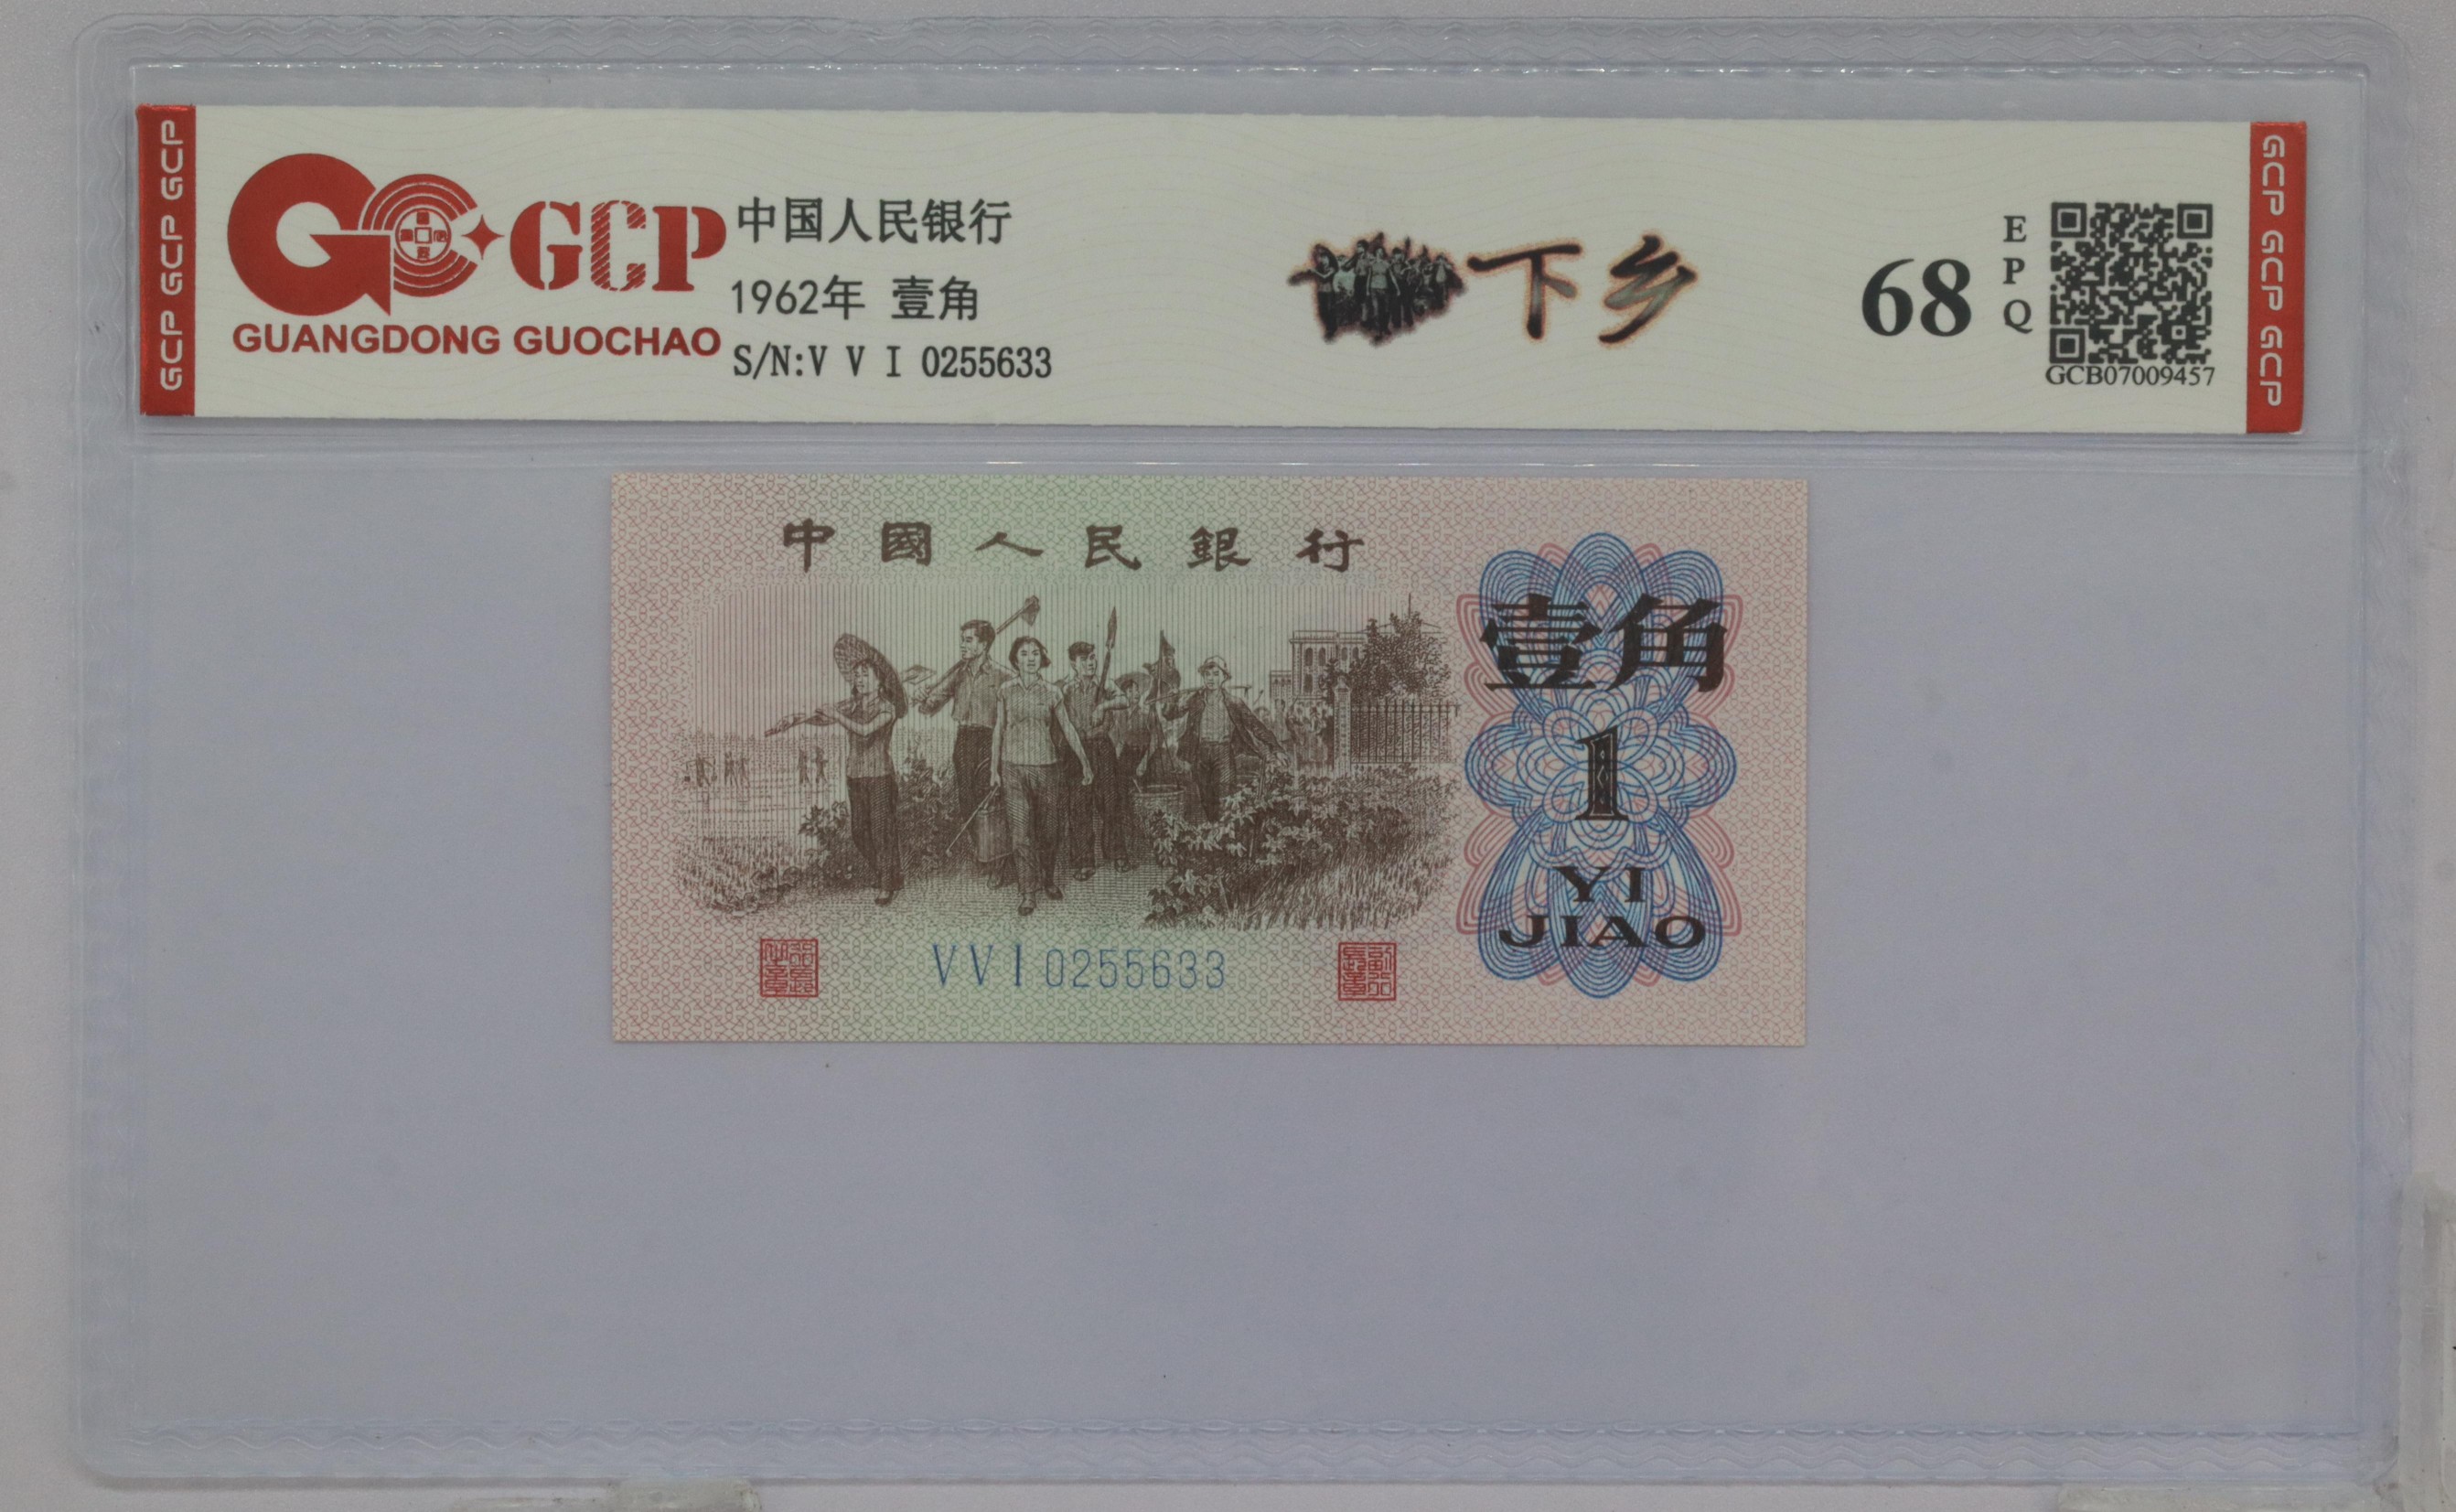 GCP GCP GCP
GCP
GUANGDONG GUOCHAO
中国人民银行
1962年 壹角
S/N:V V I 0255633
下乡
68
E
P
Q
GCB07009457
GCP GCP GCP
中國人民銀行
壹角
1
YI
JIAO
V V I 0255633